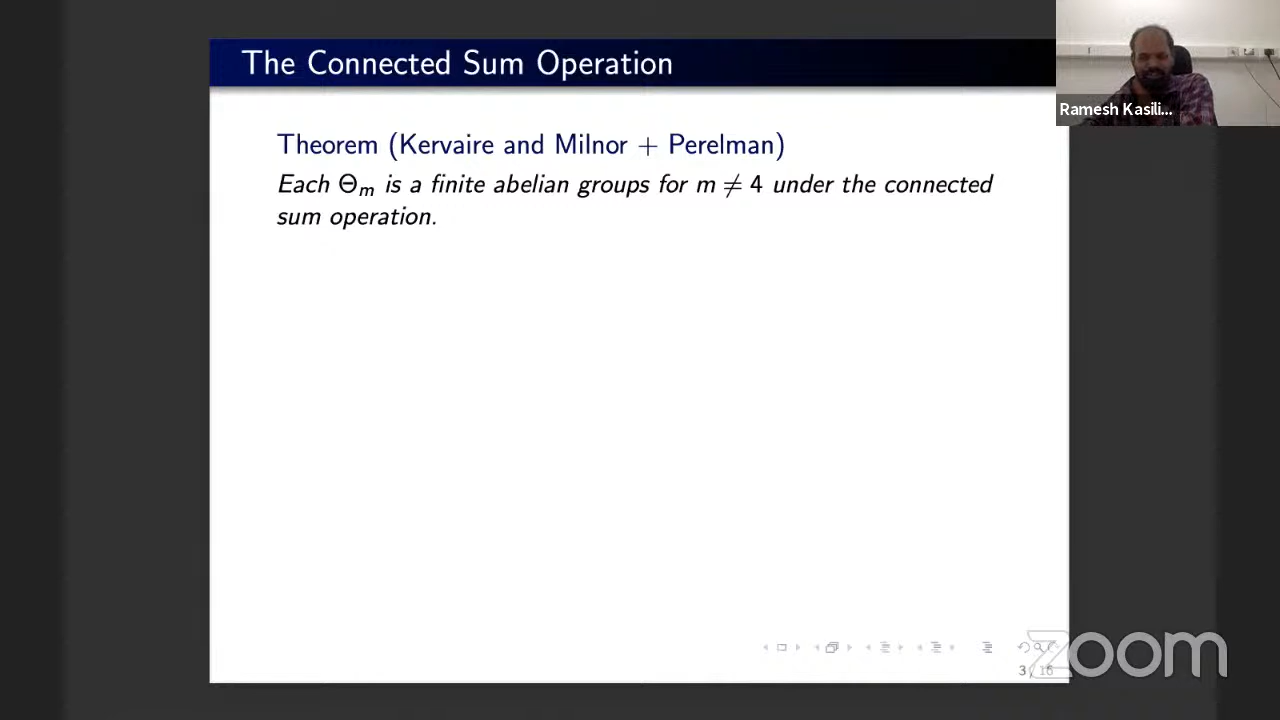 The Connected Sum Operation
Ramesh Kasili...
Theorem (Kervaire and Milnor + Perelman)
Each Θₘ is a finite abelian groups for m ≠ 4 under the connected
sum operation.
zoom
3 / 16